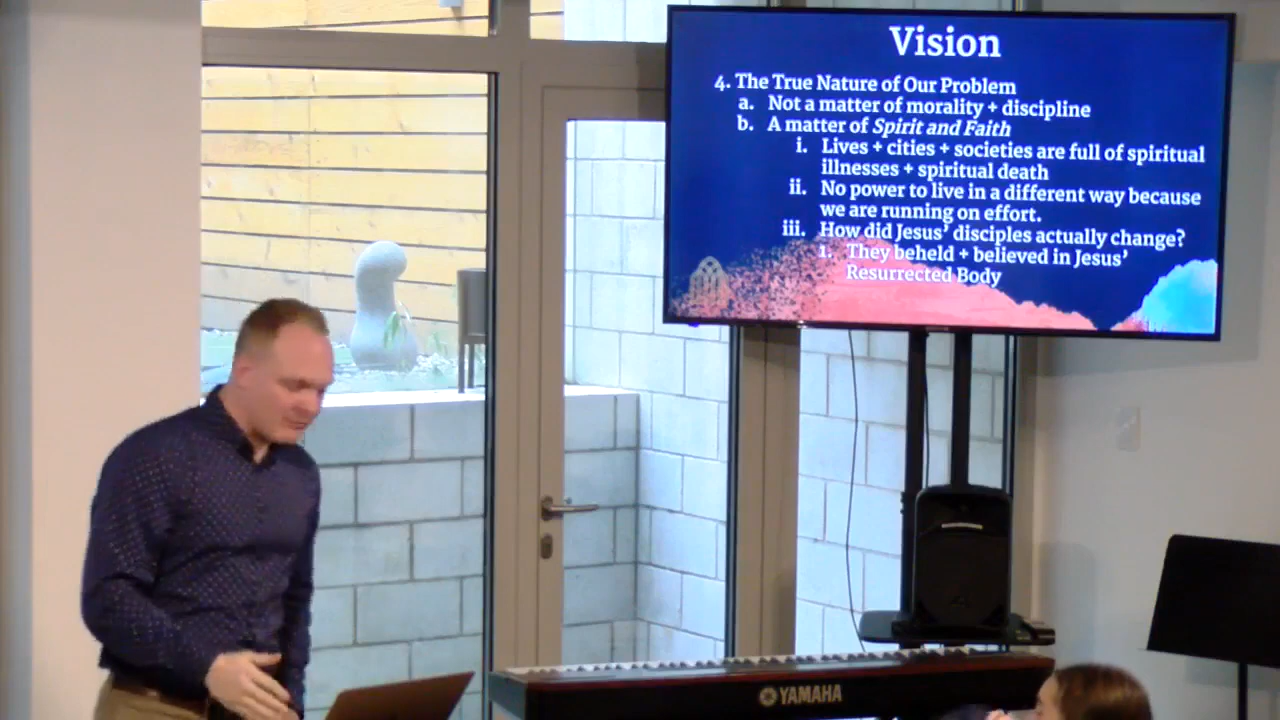 Vision
4. The True Nature of Our Problem
a. Not a matter of morality + discipline
b. A matter of Spirit and Faith
i. Lives + cities + societies are full of spiritual
illnesses + spiritual death
ii. No power to live in a different way because
we are running on effort.
iii. How did Jesus’ disciples actually change?
1. They beheld + believed in Jesus’
Resurrected Body
YAMAHA